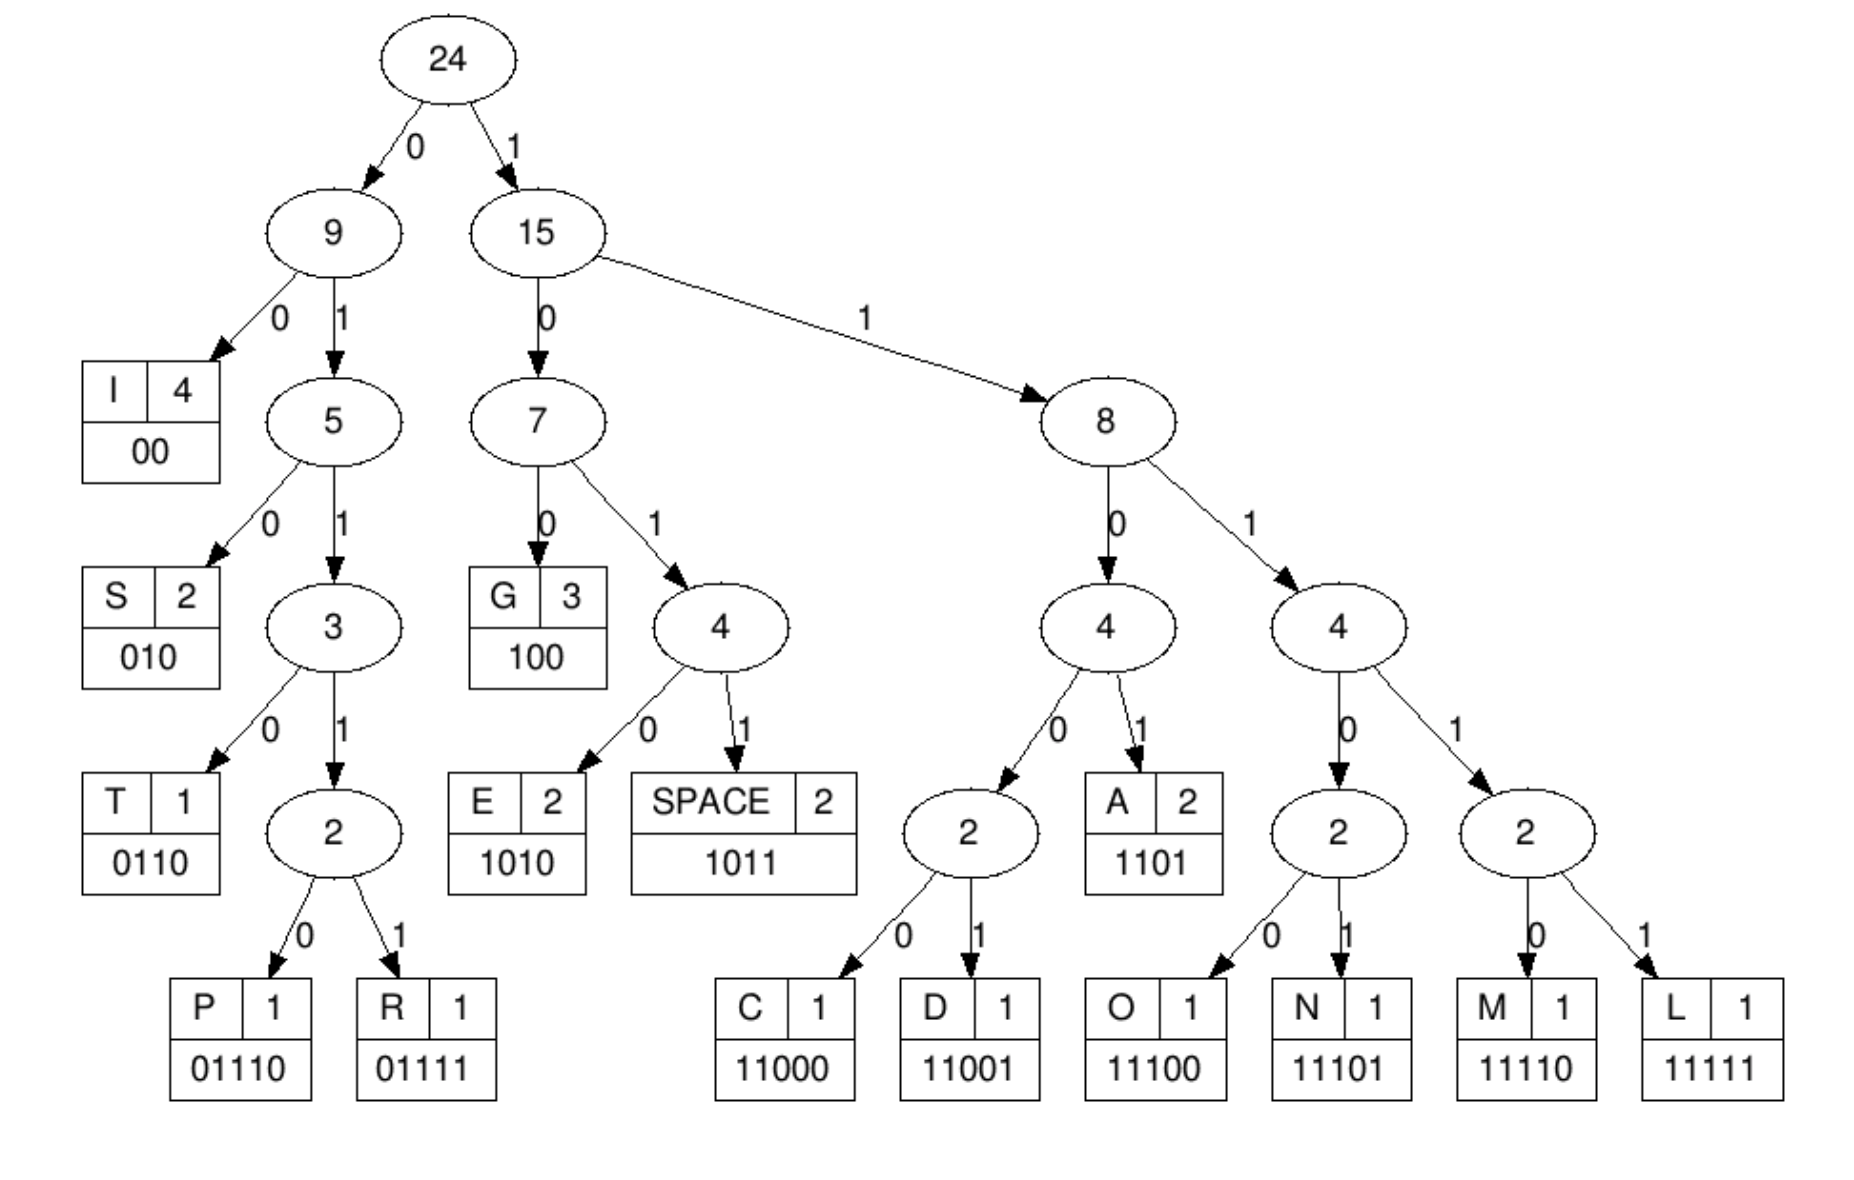 24
0 1
9 15
0 1 0 1
I 4
00
5 7 8
0 1 0 1 0 1
S 2
010
3
G 3
100
4 4 4
0 1 0 1 0 1 0 1
T 1
0110
2
E 2
1010
SPACE 2
1011
2
A 2
1101
2 2
0 1 0 1 0 1 0 1
P 1
01110
R 1
01111
C 1
11000
D 1
11001
O 1
11100
N 1
11101
M 1
11110
L 1
11111